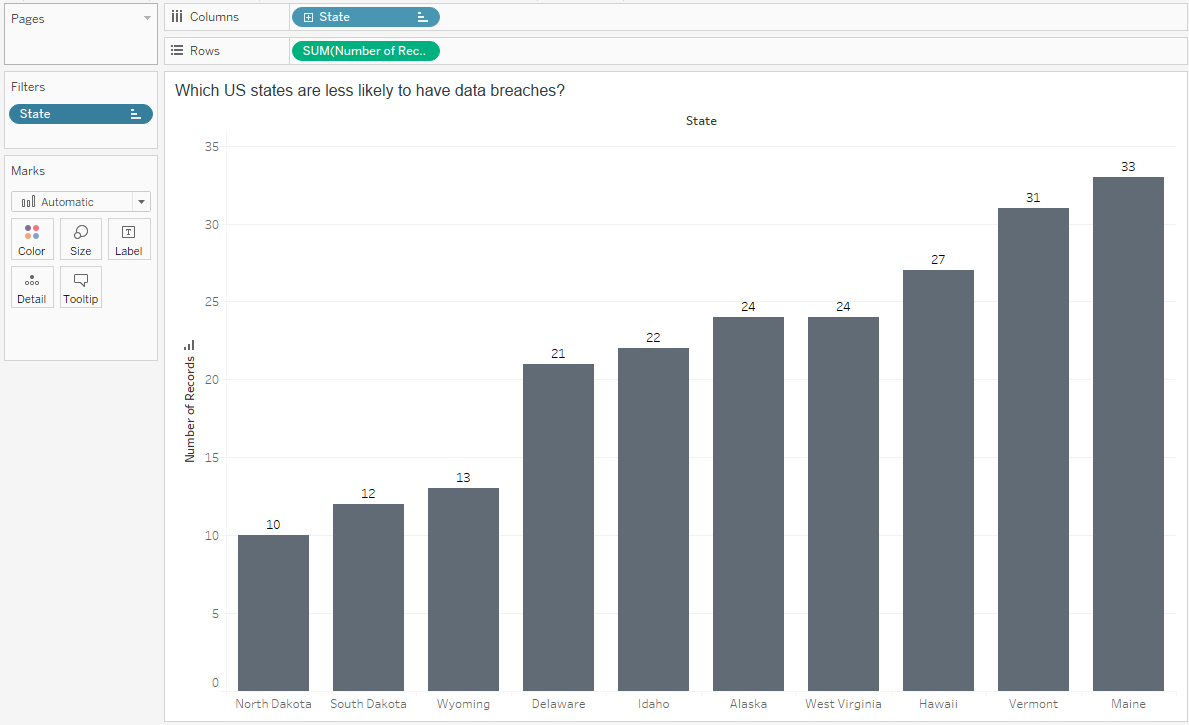 Pages
Columns
State
Rows
SUM(Number of Rec..
Filters
State
Marks
Automatic
Color
Size
Label
Detail
Tooltip
Which US states are less likely to have data breaches?
State
Number of Records
35
30
25
20
15
10
5
0
10
12
13
21
22
24
24
27
31
33
North Dakota
South Dakota
Wyoming
Delaware
Idaho
Alaska
West Virginia
Hawaii
Vermont
Maine